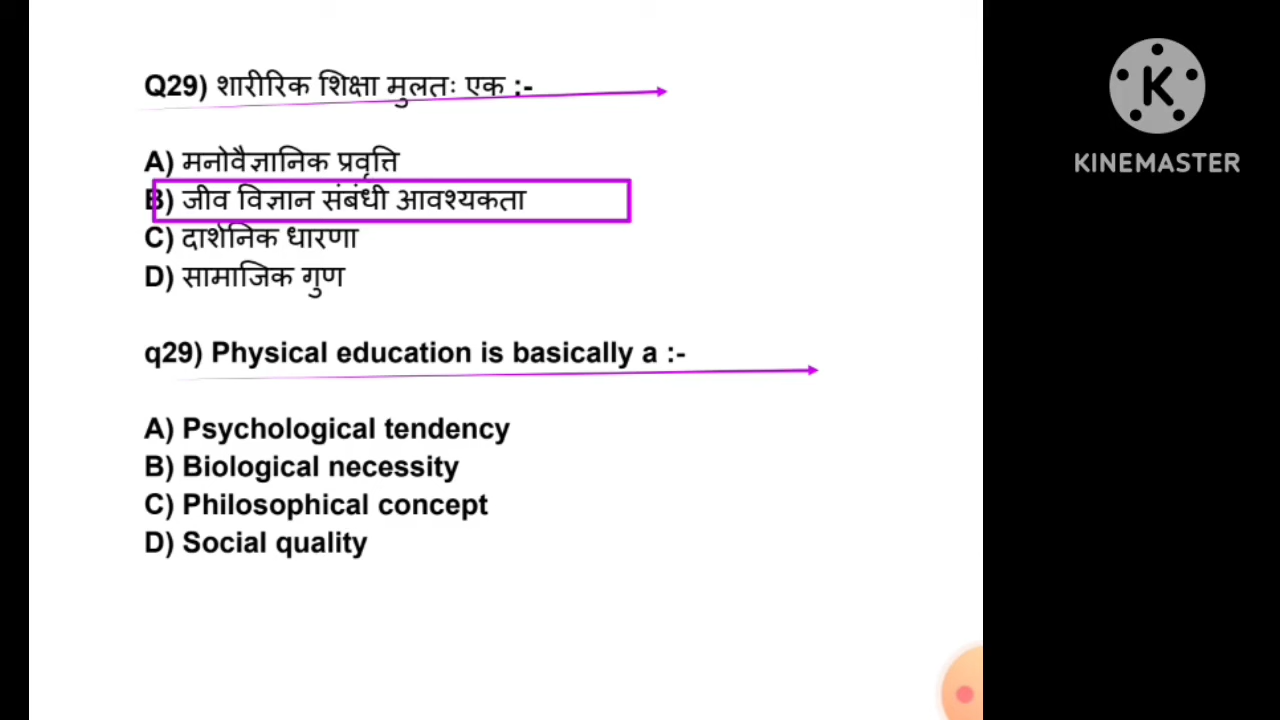 Q29) शारीरिक शिक्षा मुलतः एक :-
A) मनोवैज्ञानिक प्रवृत्ति
B) जीव विज्ञान संबंधी आवश्यकता
C) दार्शनिक धारणा
D) सामाजिक गुण
q29) Physical education is basically a :-
A) Psychological tendency
B) Biological necessity
C) Philosophical concept
D) Social quality
K
KINEMASTER